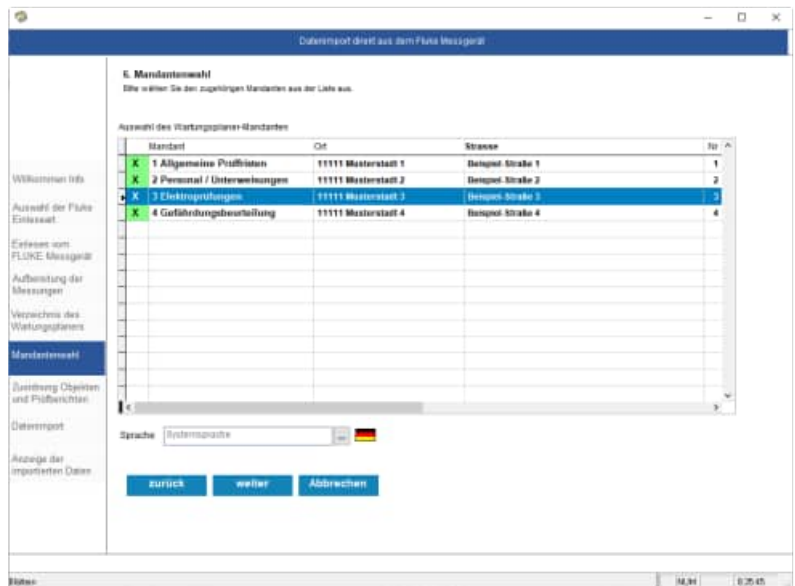 Datenimport direkt aus dem Fluke Messgerät
6. Mandantenwahl
Bitte wählen Sie den zugehörigen Mandanten aus der Liste aus.
Auswahl des Wartungsplaner-Mandanten
Mandant Ort Strasse Nr
X 1 Allgemeine Prüffristen 11111 Musterstadt 1 Beispiel-Straße 1 1
X 2 Personal / Unterweisungen 11111 Musterstadt 2 Beispiel-Straße 2 2
X 3 Elektroprüfungen 11111 Musterstadt 3 Beispiel-Straße 3 3
X 4 Gefährdungsbeurteilung 11111 Musterstadt 4 Beispiel-Straße 4 4
Willkommen Info
Auswahl der Fluke
Einleseart
Einlesen vom
FLUKE Messgerät
Aufbereitung der
Messungen
Verzeichnis des
Wartungsplaners
Mandantenwahl
Zuordnung Objekten
und Prüfberichten
Datenimport
Anzeige der
importierten Daten
Sprache Systemsprache ...
zurück weiter Abbrechen
NUM